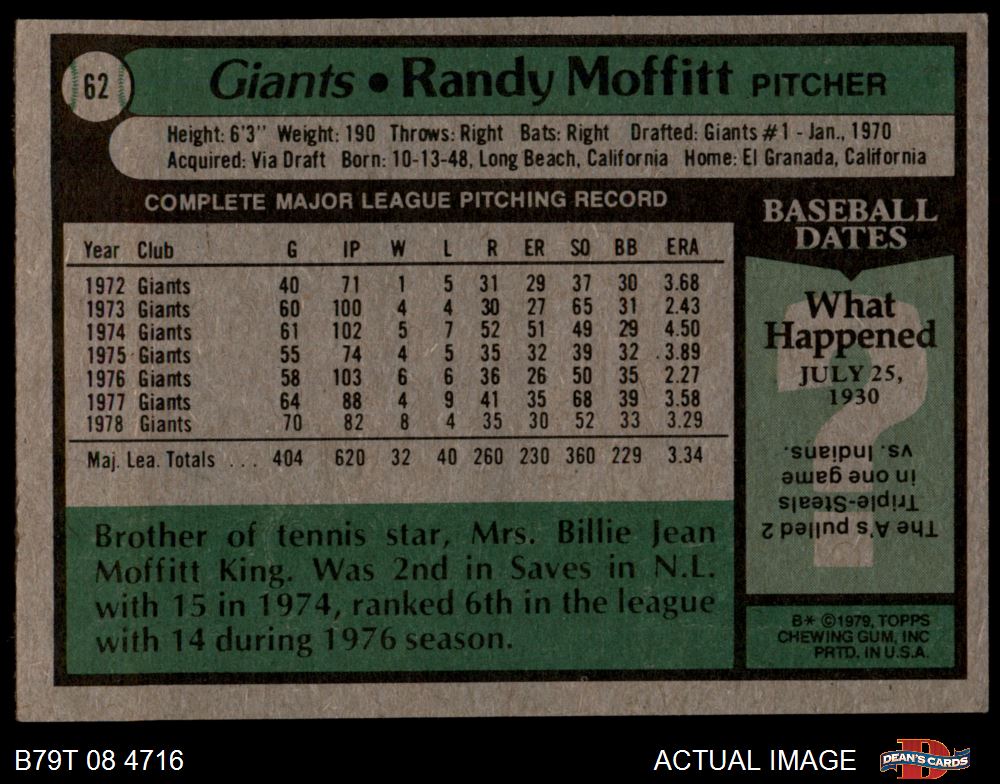 62
Giants • Randy Moffitt PITCHER
Height: 6'3" Weight: 190 Throws: Right Bats: Right Drafted: Giants #1 - Jan., 1970
Acquired: Via Draft Born: 10-13-48, Long Beach, California Home: El Granada, California
COMPLETE MAJOR LEAGUE PITCHING RECORD
Year Club G IP W L R ER SO BB ERA
1972 Giants 40 71 1 5 31 29 37 30 3.68
1973 Giants 60 100 4 4 30 27 65 31 2.43
1974 Giants 61 102 5 7 52 51 49 29 4.50
1975 Giants 55 74 4 5 35 32 39 32 3.89
1976 Giants 58 103 6 6 36 26 50 35 2.27
1977 Giants 64 88 4 9 41 35 68 39 3.58
1978 Giants 70 82 8 4 35 30 52 33 3.29
Maj. Lea. Totals ... 404 620 32 40 260 230 360 229 3.34
Brother of tennis star, Mrs. Billie Jean
Moffitt King. Was 2nd in Saves in N.L.
with 15 in 1974, ranked 6th in the league
with 14 during 1976 season.
BASEBALL
DATES
What
Happened
JULY 25,
1930
The A's pulled 2
Triple-Steals
in one game
vs. Indians.
B* ©1979, TOPPS
CHEWING GUM, INC
PRTD. IN U.S.A.
B79T 08 4716
ACTUAL IMAGE
DEAN'S CARDS